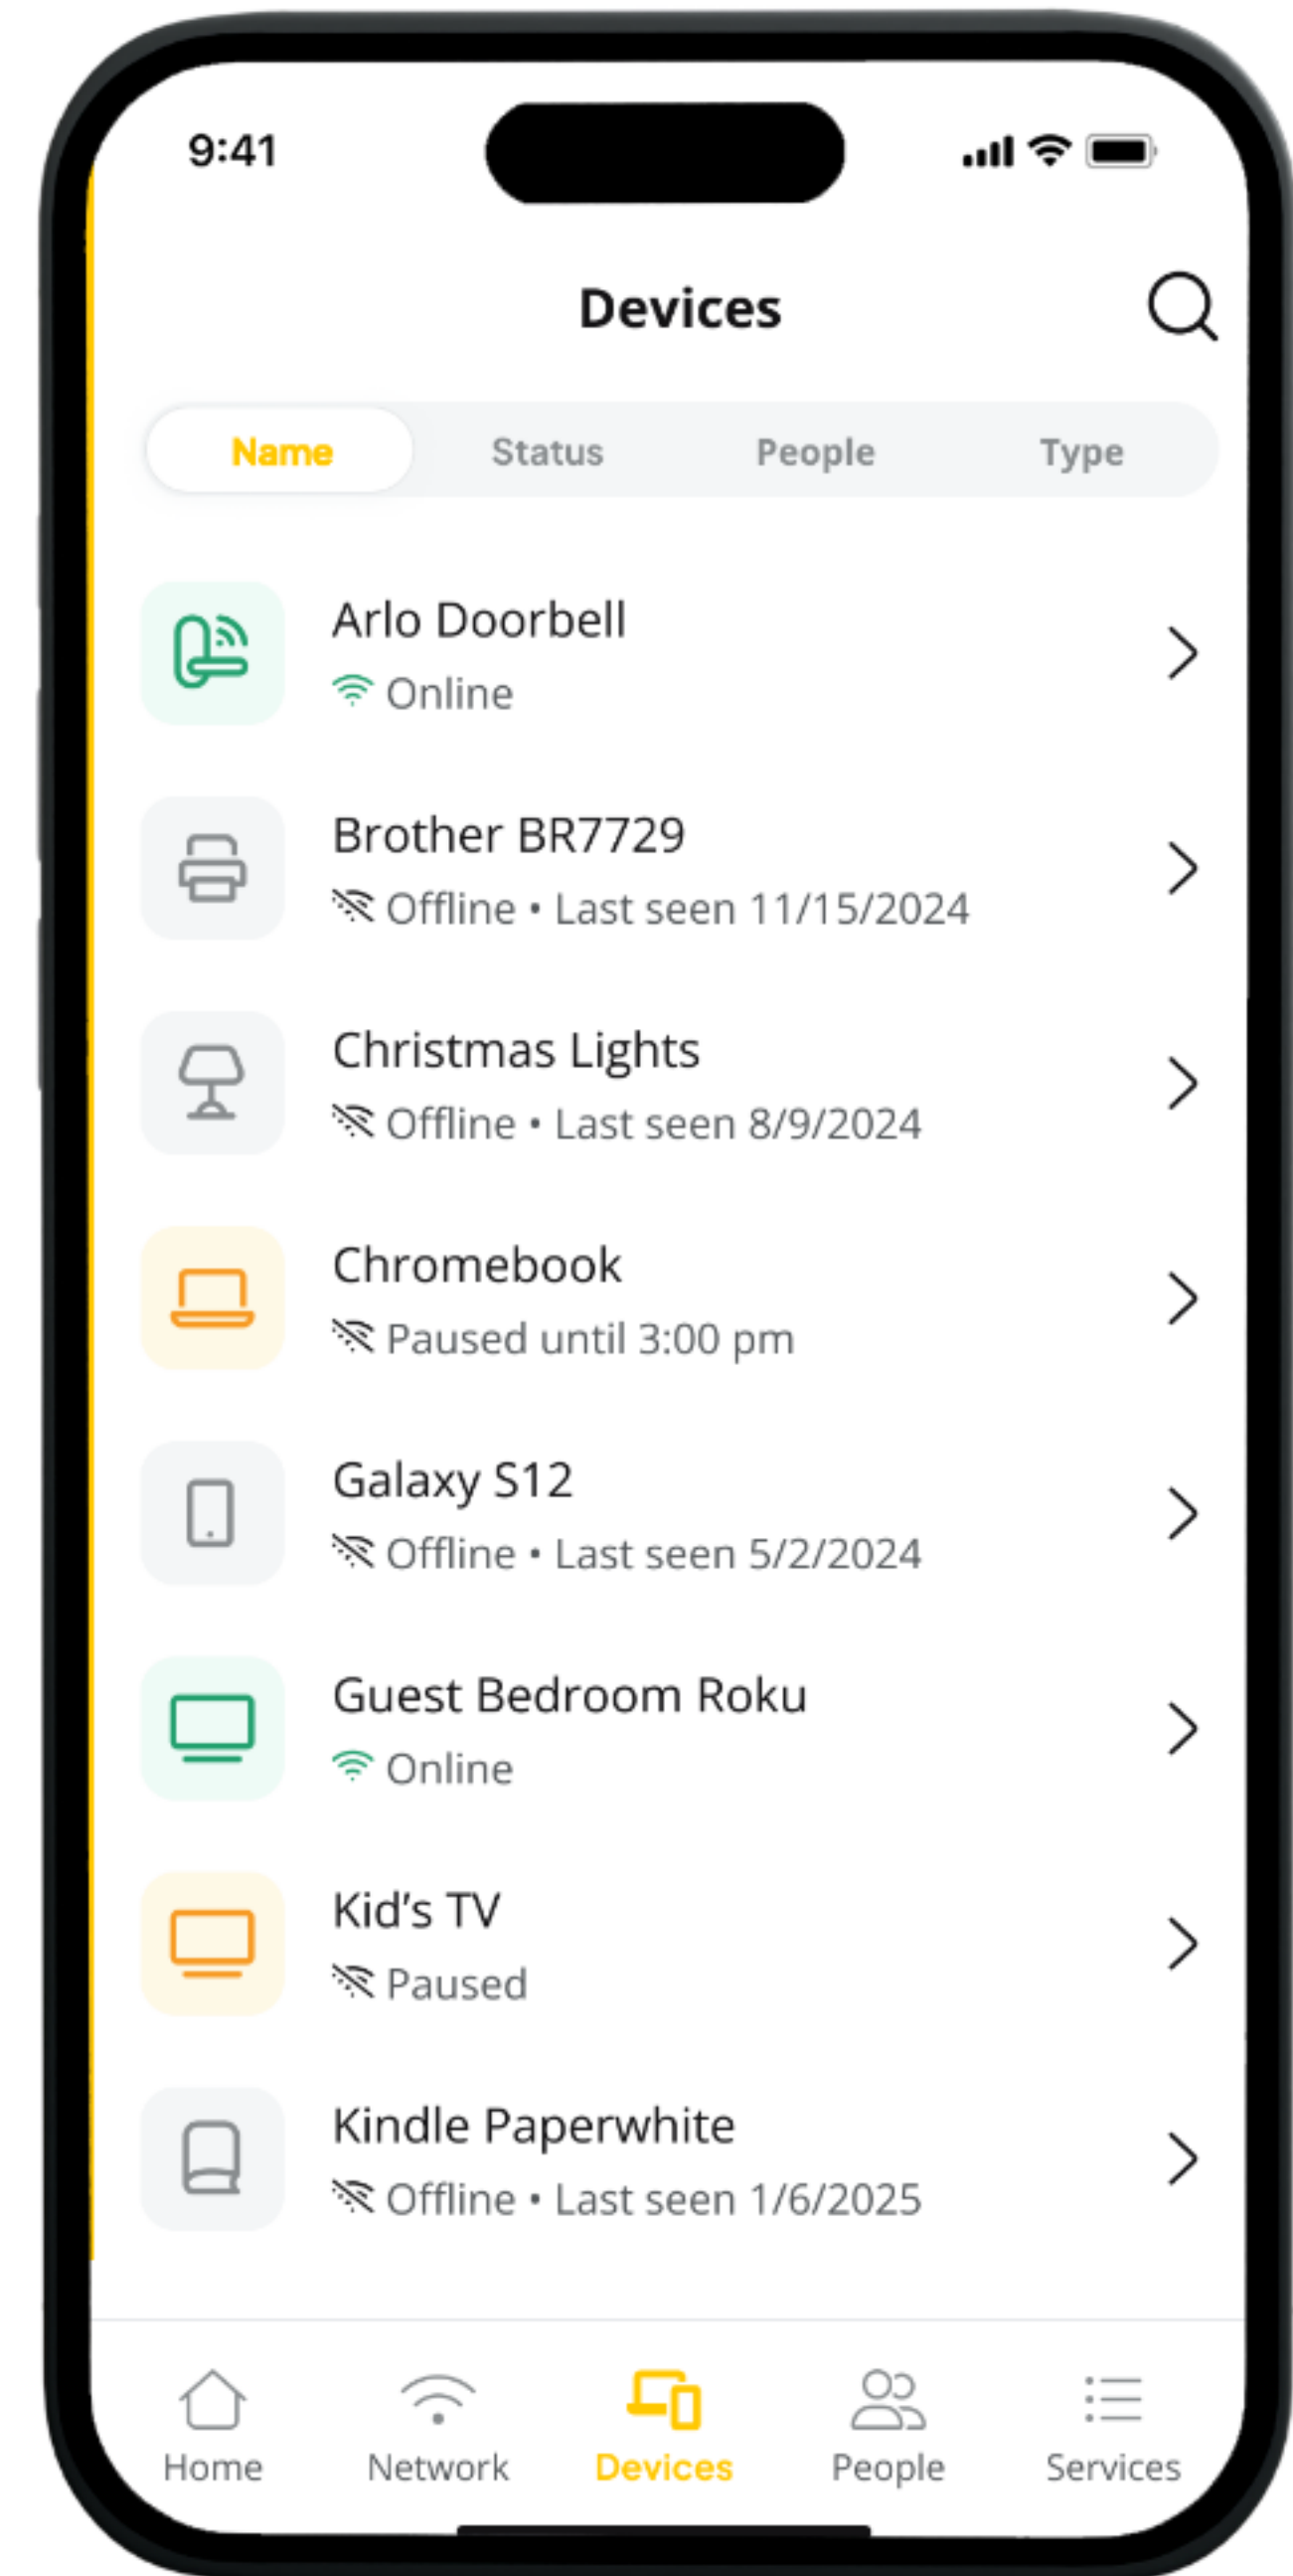 9:41
Devices
Name Status People Type
Arlo Doorbell
Online
Brother BR7729
Offline • Last seen 11/15/2024
Christmas Lights
Offline • Last seen 8/9/2024
Chromebook
Paused until 3:00 pm
Galaxy S12
Offline • Last seen 5/2/2024
Guest Bedroom Roku
Online
Kid’s TV
Paused
Kindle Paperwhite
Offline • Last seen 1/6/2025
Home Network Devices People Services